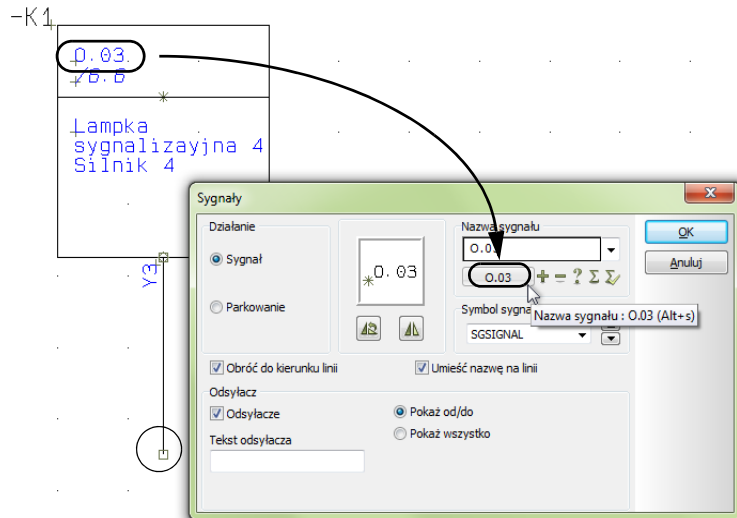 -K1
O.03
/6.6
Lampka
sygnalizayjna 4
Silnik 4
Y3
Sygnały
Działanie
Sygnał
Parkowanie
O.03
Nazwa sygnału
O.03
Nazwa sygnału : O.03 (Alt+s)
SGSIGNAL
OK
Anuluj
Obróć do kierunku linii
Umieść nazwę na linii
Odsyłacz
Odsyłacze
Pokaż od/do
Pokaż wszystko
Tekst odsyłacza